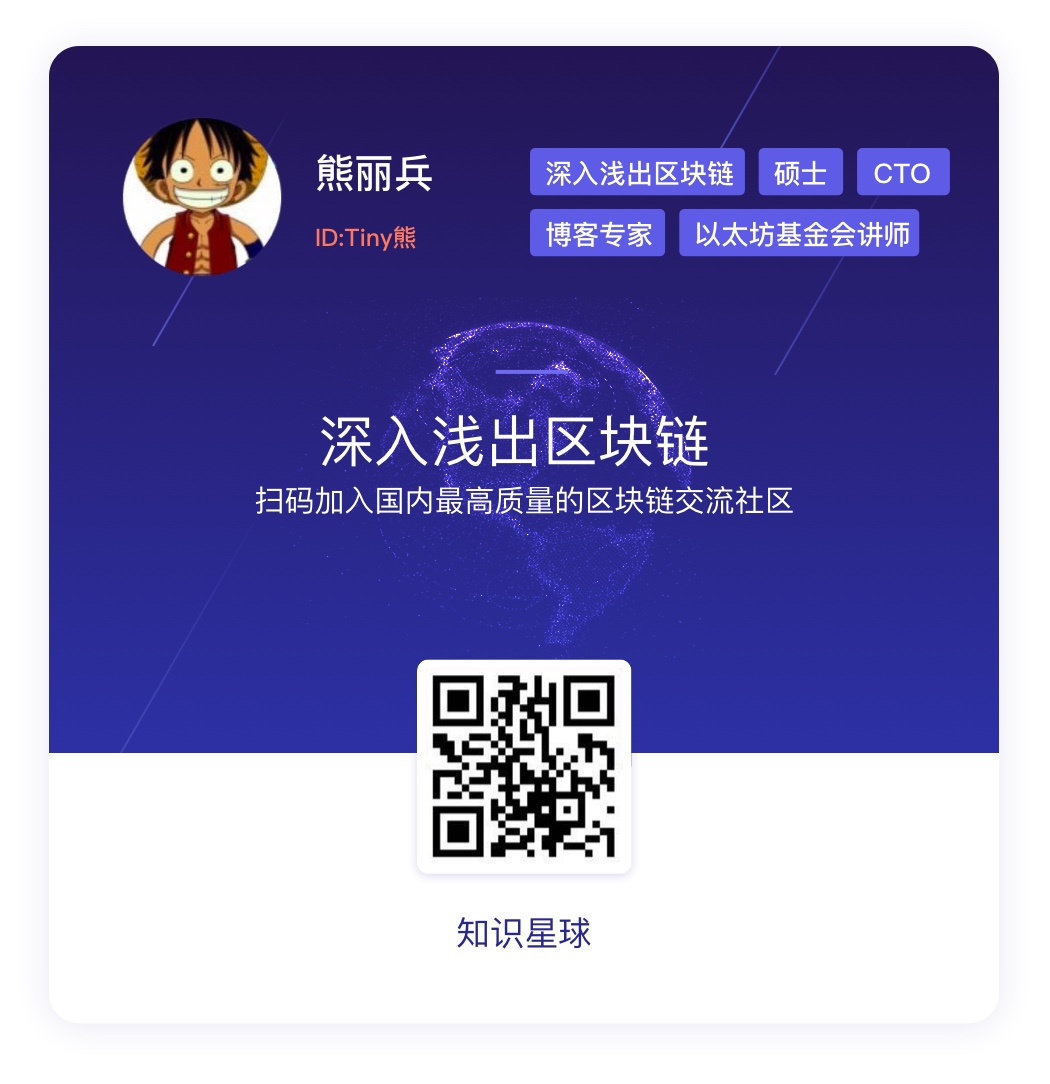 熊丽兵
ID:Tiny熊
深入浅出区块链 硕士 CTO
博客专家 以太坊基金会讲师
深入浅出区块链
扫码加入国内最高质量的区块链交流社区
知识星球